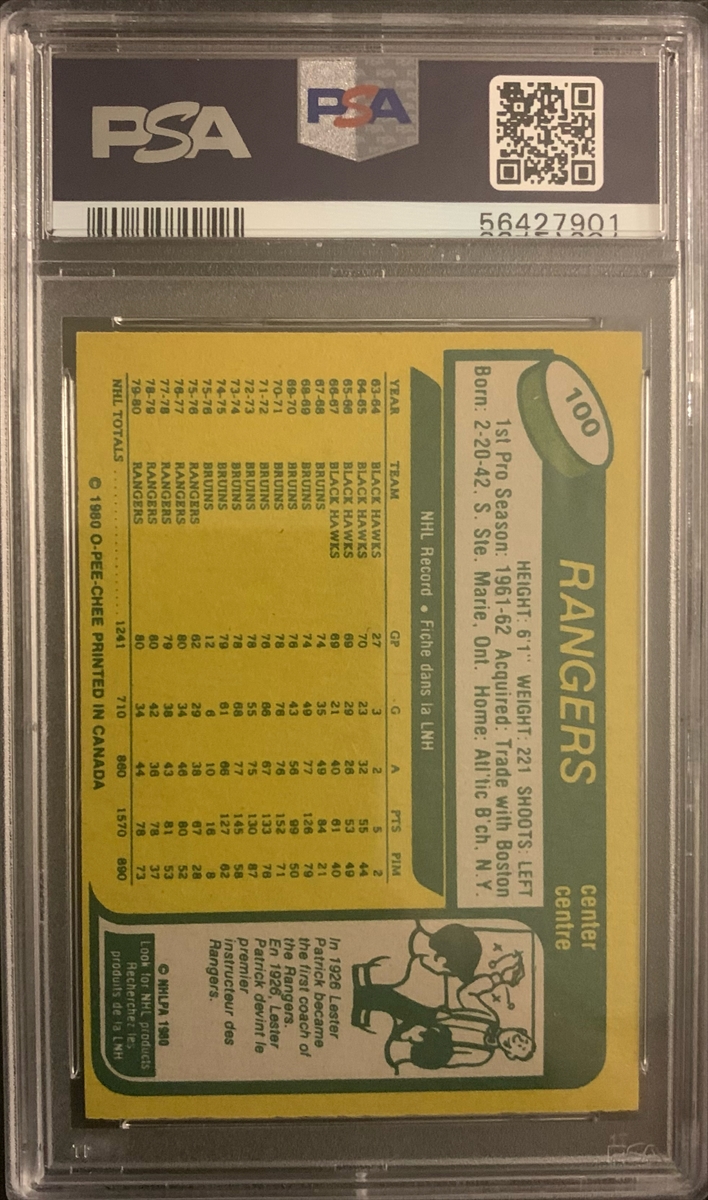 PSA
PSA
56427901
100
RANGERS
center
centre
HEIGHT: 6'1" WEIGHT: 221 SHOOTS: LEFT
1st Pro Season: 1961-62 Acquired: Trade with Boston
Born: 2-20-42. S. Ste. Marie, Ont. Home: Atl'tic B'ch. N.Y.
NHL Record • Fiche dans la LNH
YEAR TEAM GP G A PTS PIM
63-64 BLACK HAWKS 27 3 2 5 2
64-65 BLACK HAWKS 70 23 32 55 44
65-66 BLACK HAWKS 69 29 26 53 49
66-67 BLACK HAWKS 69 21 40 61 40
67-68 BRUINS 74 35 49 84 21
68-69 BRUINS 74 49 77 126 79
69-70 BRUINS 76 43 56 99 50
70-71 BRUINS 78 76 76 152 71
71-72 BRUINS 76 66 67 133 76
72-73 BRUINS 78 55 75 130 87
73-74 BRUINS 78 68 77 145 58
74-75 BRUINS 79 61 66 127 62
75-76 BRUINS 12 6 10 16 8
75-76 RANGERS 62 29 38 67 28
76-77 RANGERS 80 34 46 80 52
77-78 RANGERS 79 38 43 81 53
78-79 RANGERS 80 42 36 78 37
79-80 RANGERS 80 34 44 78 73
NHL TOTALS .......... 1241 710 860 1570 890
© 1980 O-PEE-CHEE PRINTED IN CANADA
In 1926 Lester
Patrick became
the first coach of
the Rangers.
En 1926, Lester
Patrick devint le
premier
instructeur des
Rangers.
© NHLPA 1980
Look for NHL products
Recherchez les
produits de la LNH
PSA